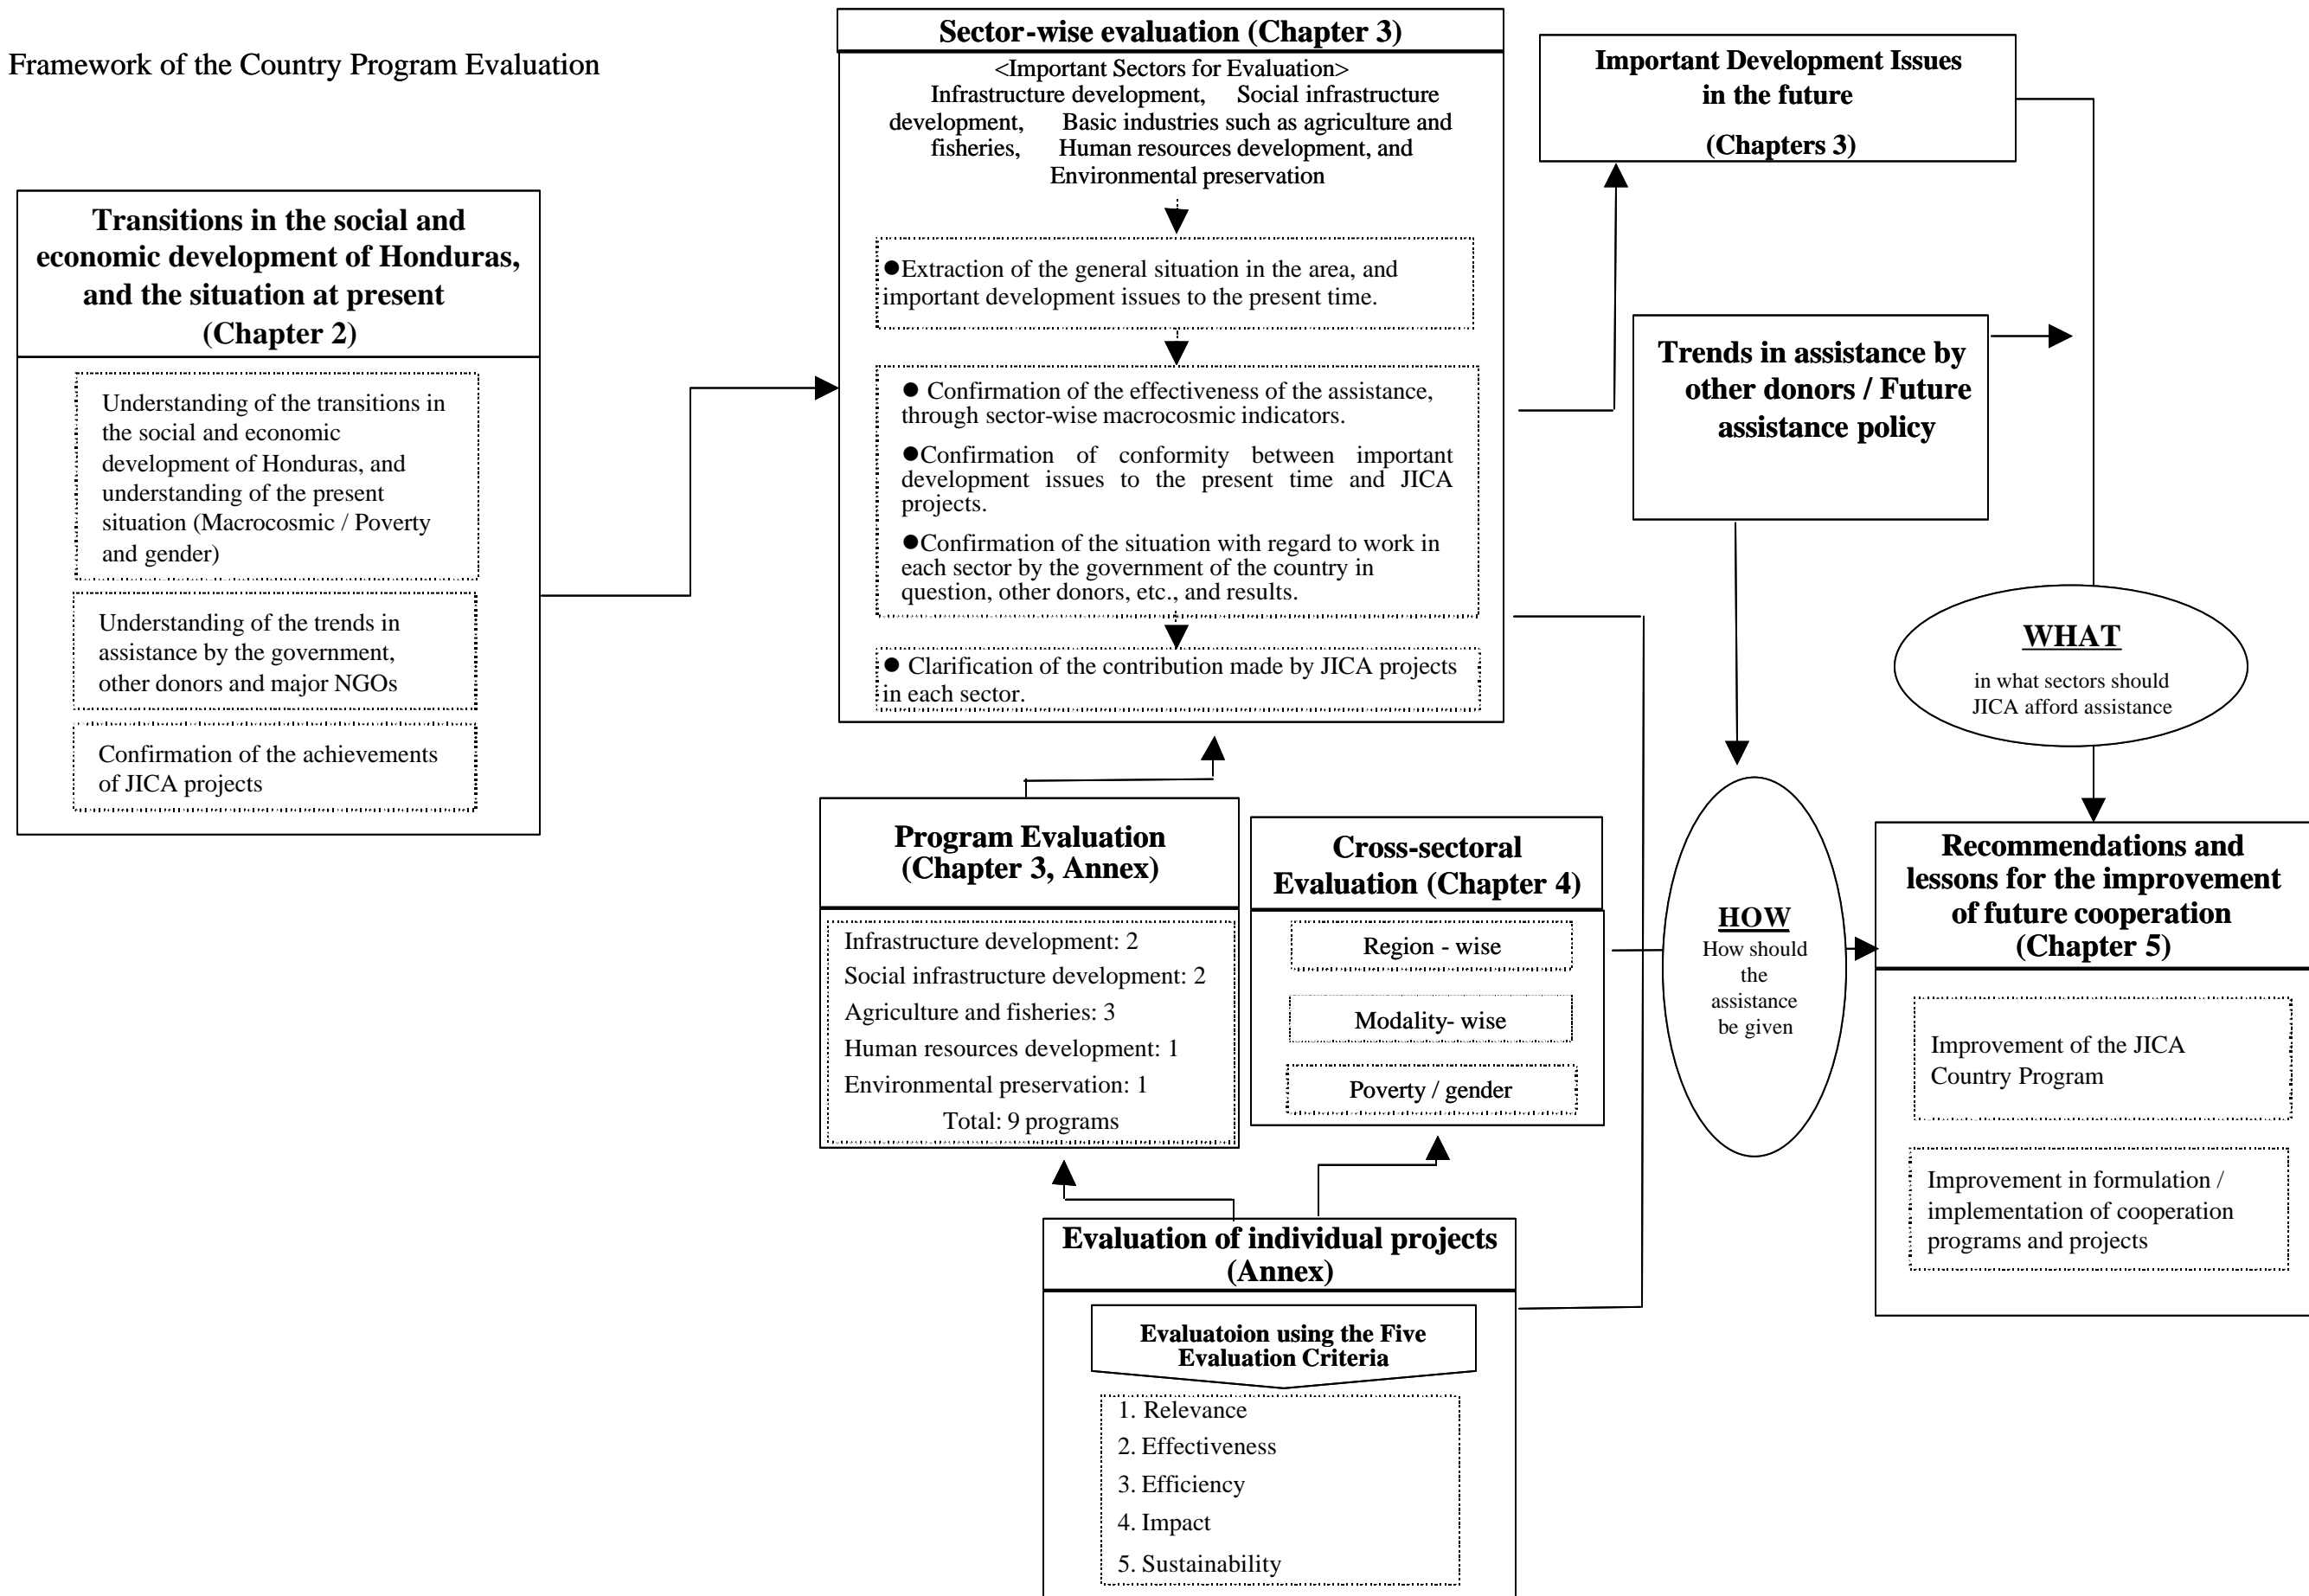 Framework of the Country Program Evaluation
Transitions in the social and
economic development of Honduras,
and the situation at present
(Chapter 2)
Understanding of the transitions in
the social and economic
development of Honduras, and
understanding of the present
situation (Macrocosmic / Poverty
and gender)
Understanding of the trends in
assistance by the government,
other donors and major NGOs
Confirmation of the achievements
of JICA projects
Sector-wise evaluation (Chapter 3)
<Important Sectors for Evaluation>
Infrastructure development, Social infrastructure
development, Basic industries such as agriculture and
fisheries, Human resources development, and
Environmental preservation
●Extraction of the general situation in the area, and
important development issues to the present time.
● Confirmation of the effectiveness of the assistance,
through sector-wise macrocosmic indicators.
●Confirmation of conformity between important
development issues to the present time and JICA
projects.
●Confirmation of the situation with regard to work in
each sector by the government of the country in
question, other donors, etc., and results.
● Clarification of the contribution made by JICA projects
in each sector.
Important Development Issues
in the future
(Chapters 3)
Trends in assistance by
other donors / Future
assistance policy
WHAT
in what sectors should
JICA afford assistance
Program Evaluation
(Chapter 3, Annex)
Infrastructure development: 2
Social infrastructure development: 2
Agriculture and fisheries: 3
Human resources development: 1
Environmental preservation: 1
Total: 9 programs
Cross-sectoral
Evaluation (Chapter 4)
Region - wise
Modality- wise
Poverty / gender
HOW
How should
the
assistance
be given
Recommendations and
lessons for the improvement
of future cooperation
(Chapter 5)
Improvement of the JICA
Country Program
Improvement in formulation /
implementation of cooperation
programs and projects
Evaluation of individual projects
(Annex)
Evaluatoion using the Five
Evaluation Criteria
1. Relevance
2. Effectiveness
3. Efficiency
4. Impact
5. Sustainability